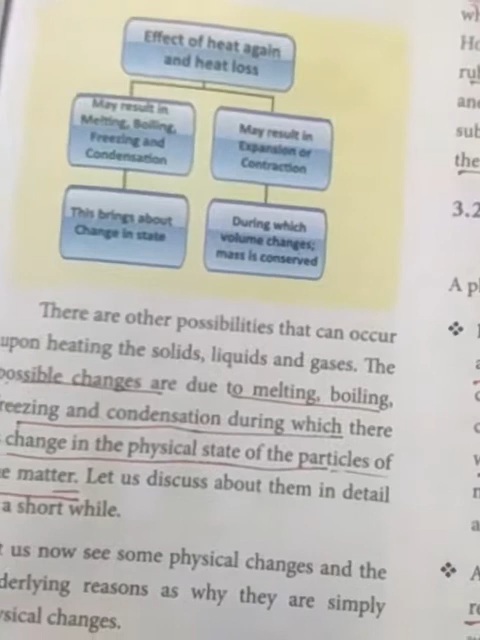 Effect of heat again
and heat loss
May result in
Melting, Boiling,
Freezing and
Condensation
May result in
Expansion or
Contraction
This brings about
Change in state
During which
volume changes;
mass is conserved
There are other possibilities that can occur
upon heating the solids, liquids and gases. The
possible changes are due to melting, boiling,
freezing and condensation during which there
change in the physical state of the particles of
matter. Let us discuss about them in detail
a short while.
us now see some physical changes and the
reasons as why they are simply
changes.
3.2
A